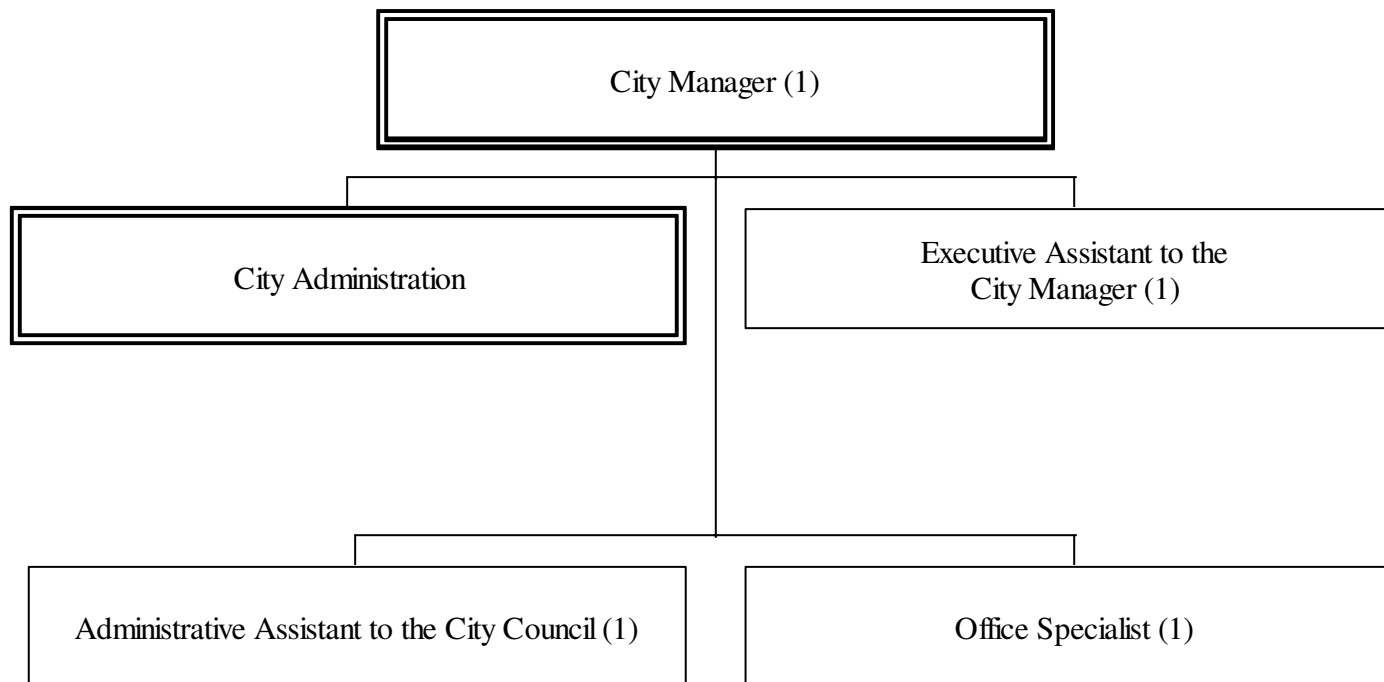 City Manager (1)
City Administration
Executive Assistant to the
City Manager (1)
Administrative Assistant to the City Council (1)
Office Specialist (1)